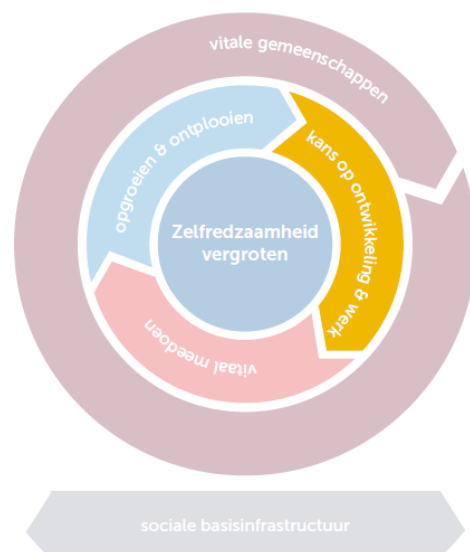 vitale gemeenschappen
opgroeien & ontplooien
kans op ontwikkeling & werk
Zelfredzaamheid
vergroten
vitaal meedoen
sociale basisinfrastructuur